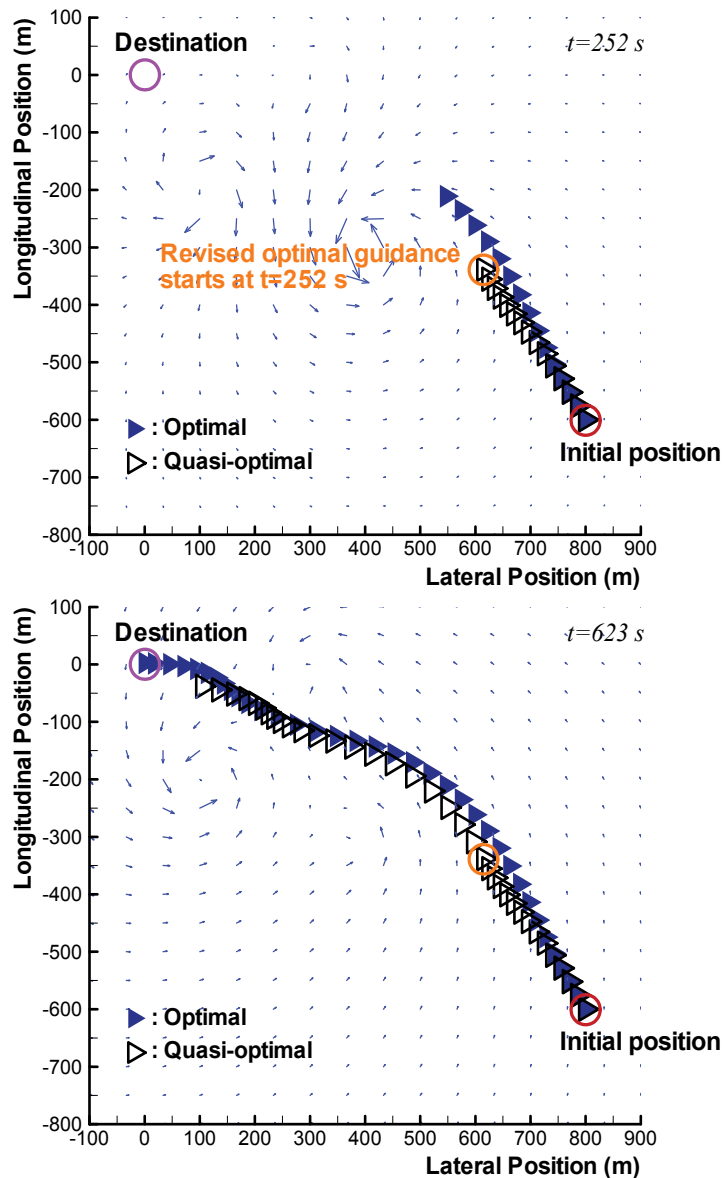 100
Destination
t=252 s
0
-100
-200
Revised optimal guidance
starts at t=252 s
-300
-400
-500
-600
: Optimal
: Quasi-optimal
Initial position
-700
-800
Longitudinal Position (m)
-100 0 100 200 300 400 500 600 700 800 900
Lateral Position (m)
100
Destination
t=623 s
0
-100
-200
-300
-400
-500
-600
: Optimal
: Quasi-optimal
Initial position
-700
-800
Longitudinal Position (m)
-100 0 100 200 300 400 500 600 700 800 900
Lateral Position (m)